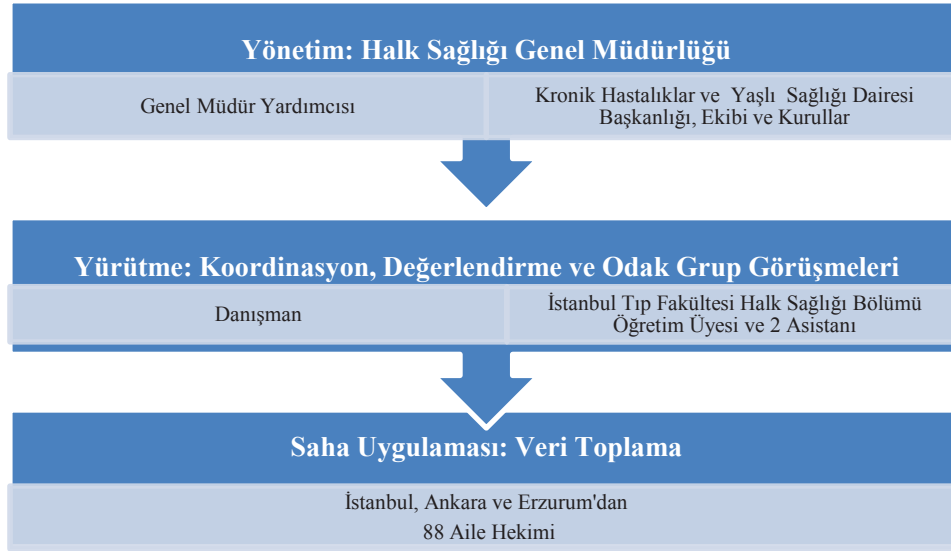 Yönetim: Halk Sağlığı Genel Müdürlüğü
Genel Müdür Yardımcısı
Kronik Hastalıklar ve Yaşlı Sağlığı Dairesi
Başkanlığı, Ekibi ve Kurullar
Yürütme: Koordinasyon, Değerlendirme ve Odak Grup Görüşmeleri
Danışman
İstanbul Tıp Fakültesi Halk Sağlığı Bölümü
Öğretim Üyesi ve 2 Asistanı
Saha Uygulaması: Veri Toplama
İstanbul, Ankara ve Erzurum'dan
88 Aile Hekimi